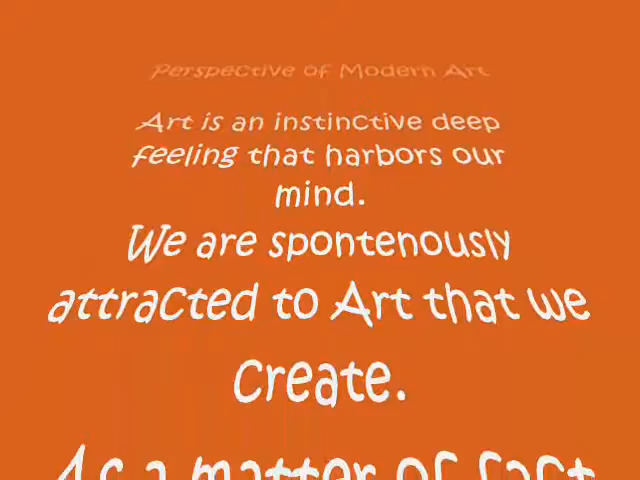 Perspective of Modern Art
Art is an instinctive deep
feeling that harbors our
mind.
We are spontenously
attracted to Art that we
create.
As a matter of fact